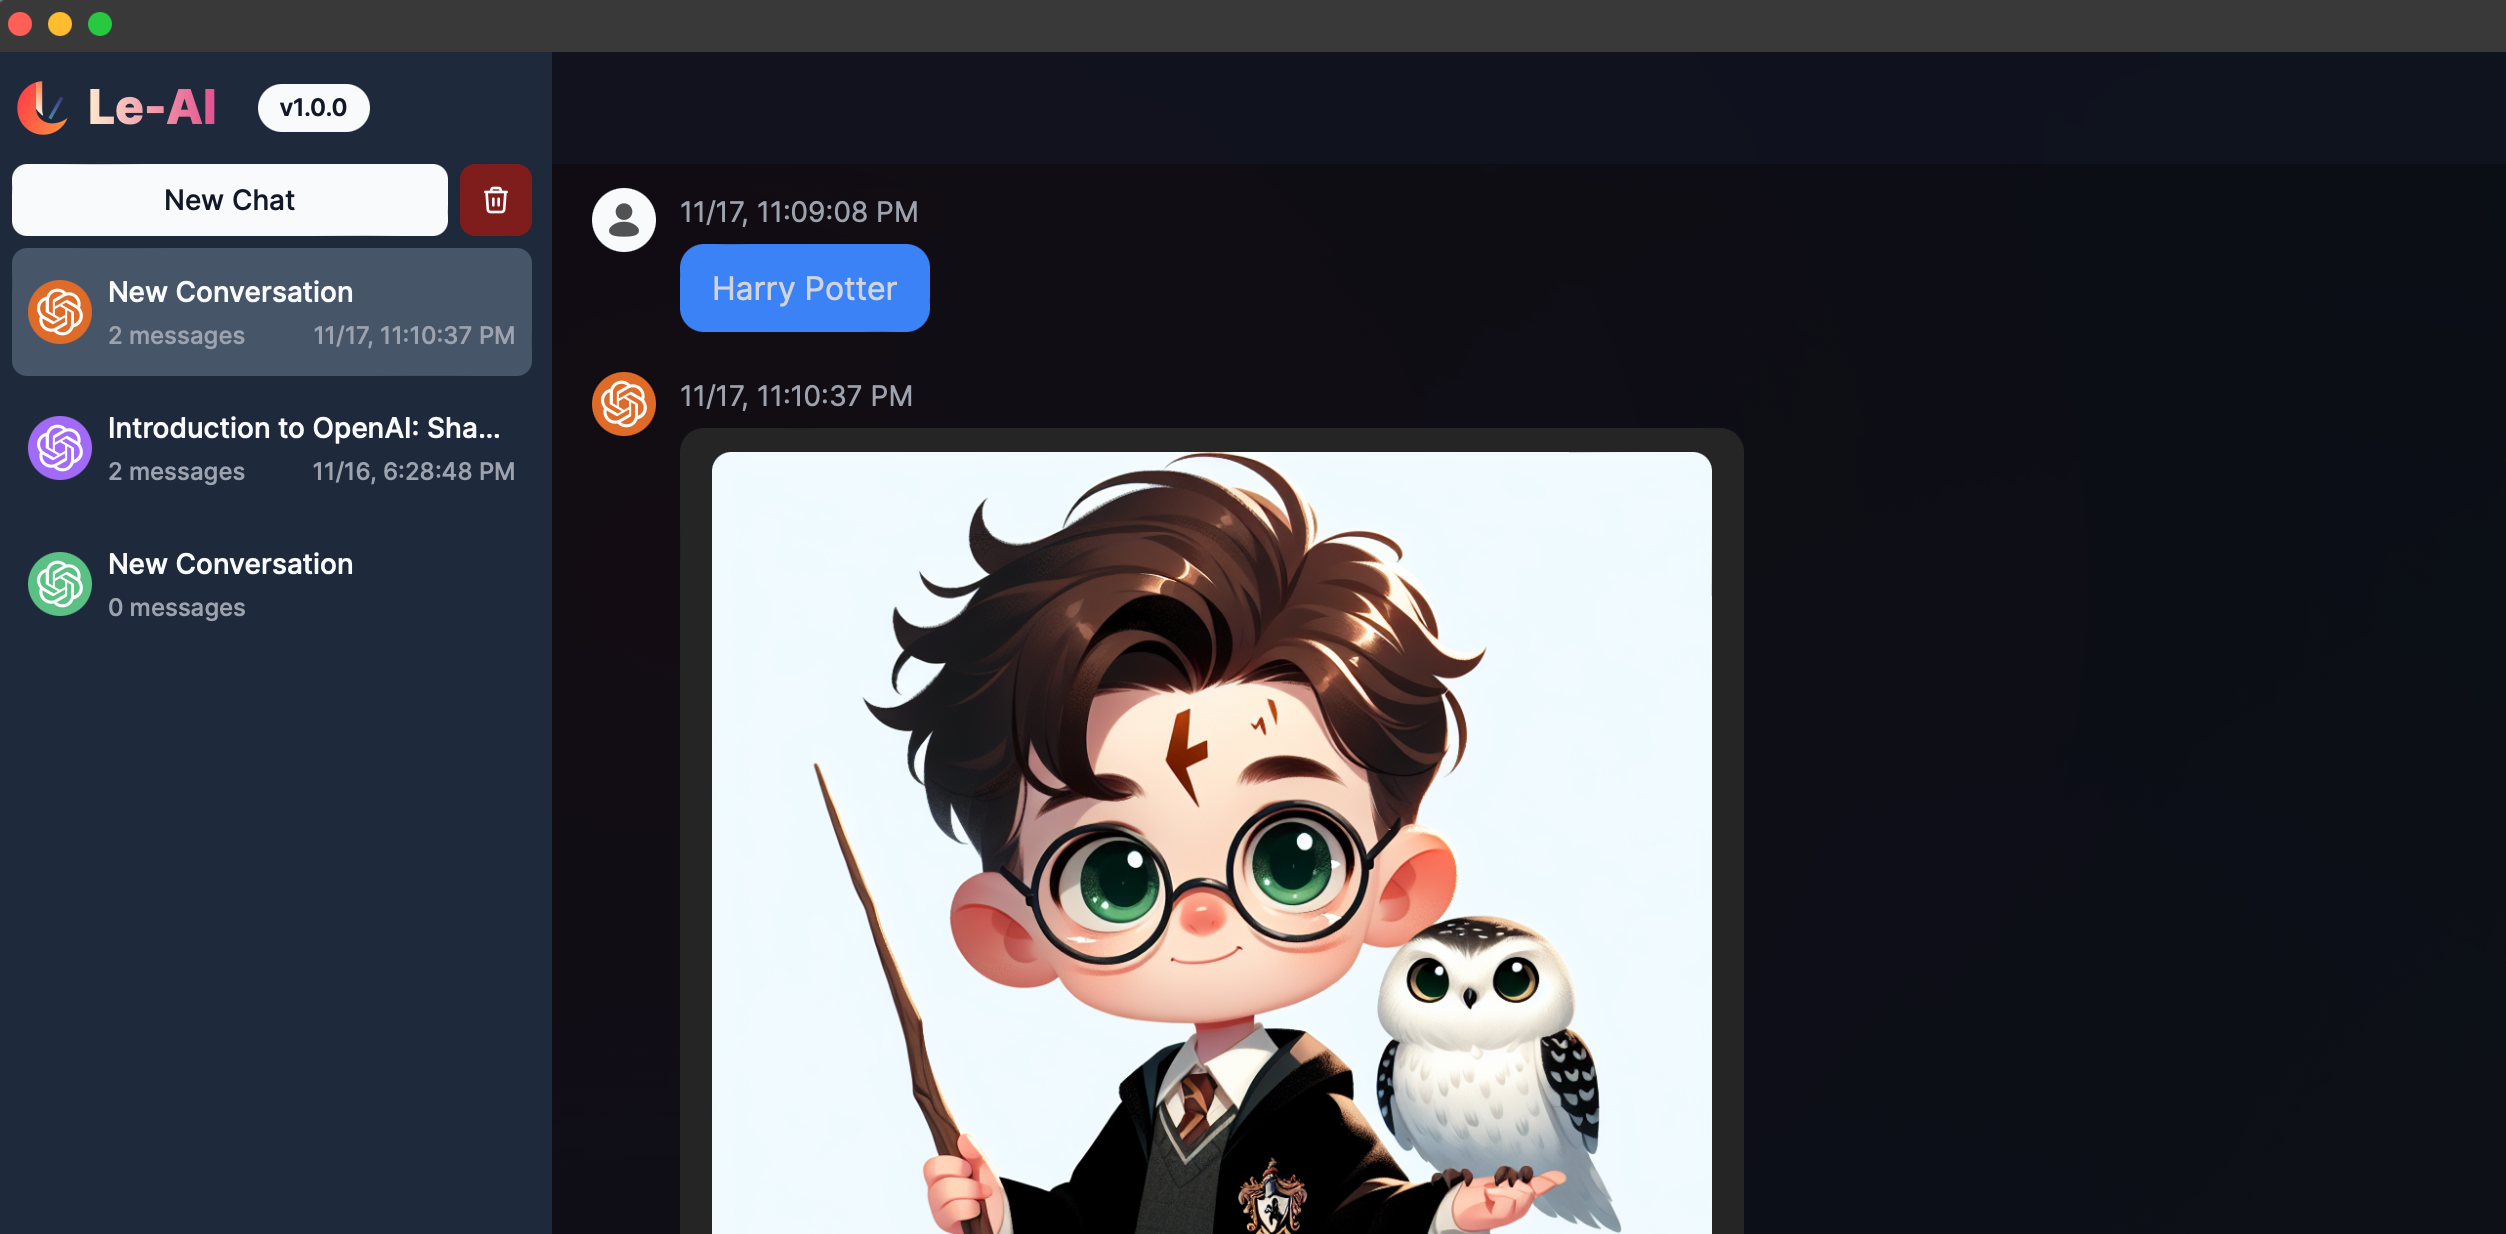 Le-AI
v1.0.0
New Chat
New Conversation
2 messages
11/17, 11:10:37 PM
Introduction to OpenAI: Sha...
2 messages
11/16, 6:28:48 PM
New Conversation
0 messages
11/17, 11:09:08 PM
Harry Potter
11/17, 11:10:37 PM